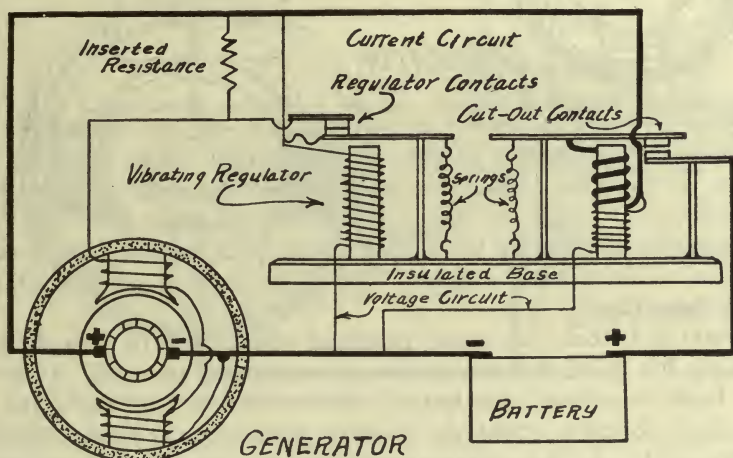 Inserted
Resistance
Current Circuit
Regulator Contacts
Cut-Out Contacts
Vibrating Regulator
Springs
Insulated Base
Voltage Circuit
+
-
-
+
BATTERY
GENERATOR